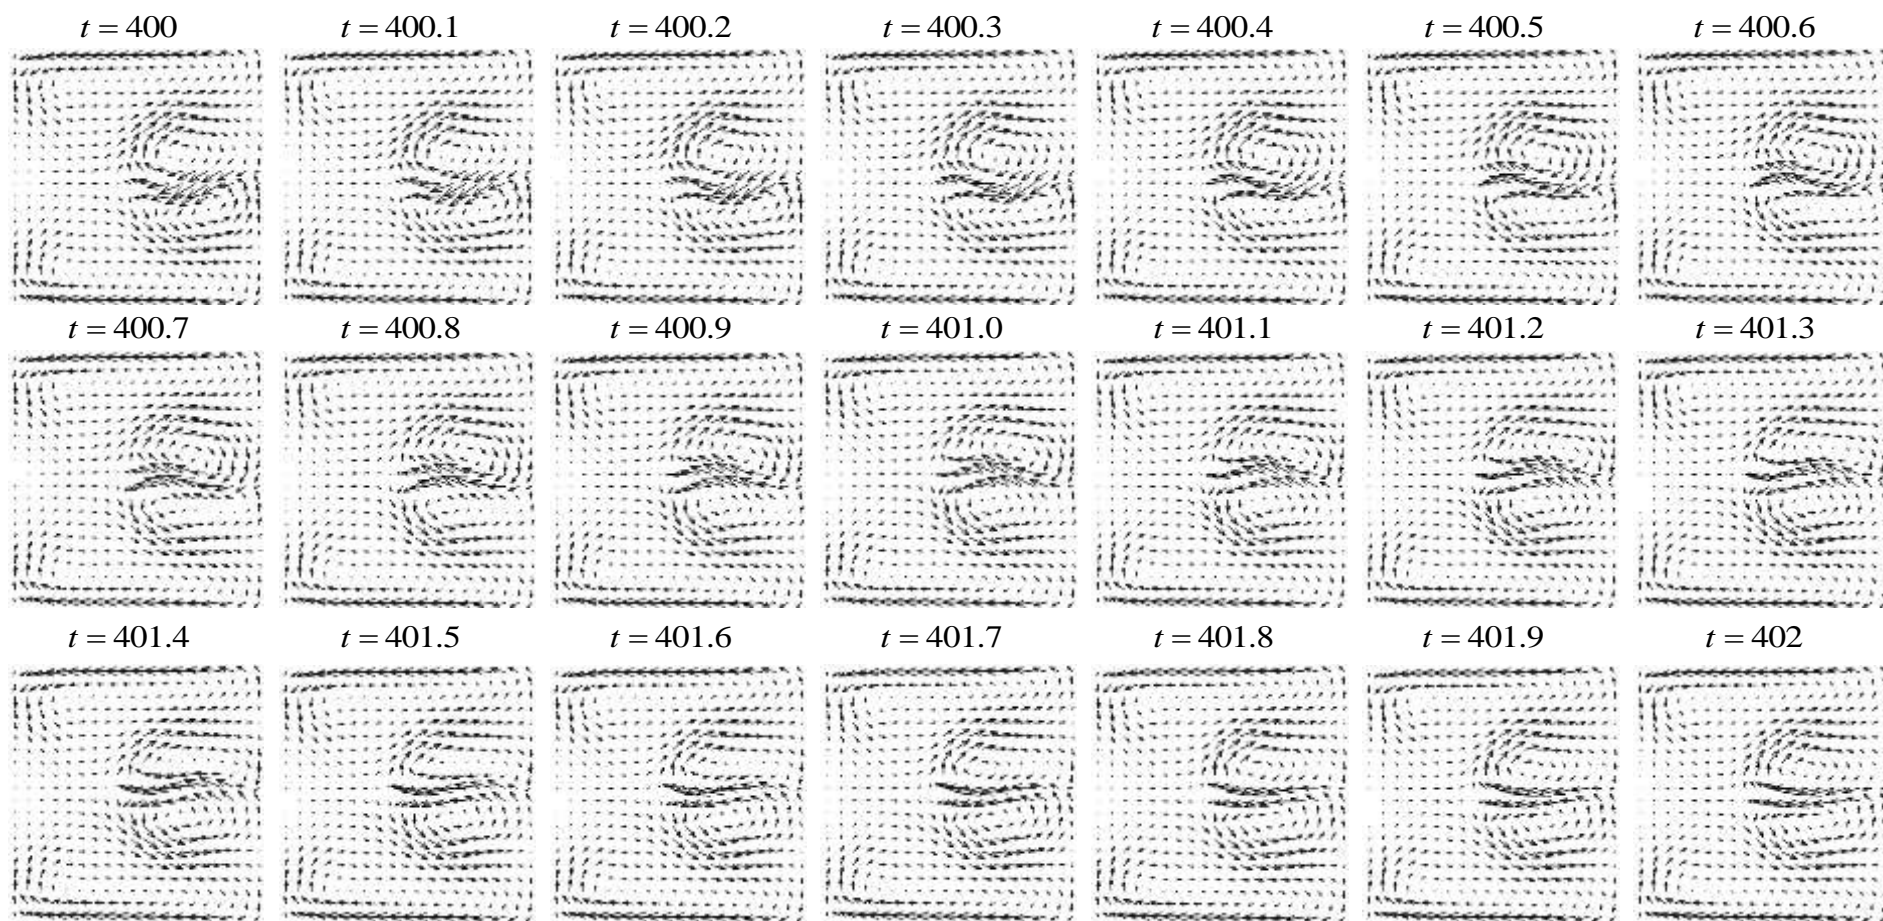 t = 400 t = 400.1 t = 400.2 t = 400.3 t = 400.4 t = 400.5 t = 400.6
t = 400.7 t = 400.8 t = 400.9 t = 401.0 t = 401.1 t = 401.2 t = 401.3
t = 401.4 t = 401.5 t = 401.6 t = 401.7 t = 401.8 t = 401.9 t = 402